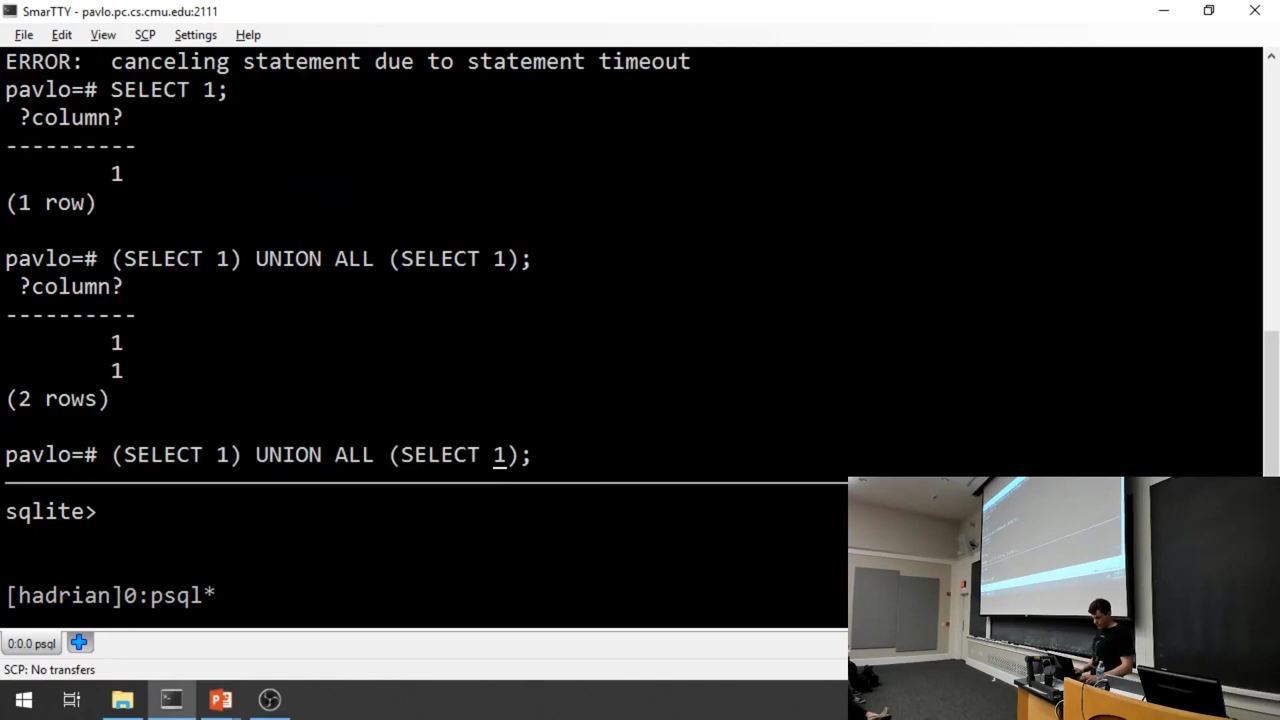 SmarTTY - pavlo.pc.cs.cmu.edu:2111
File Edit View SCP Settings Help
ERROR:  canceling statement due to statement timeout
pavlo=# SELECT 1;
?column?
----------
1
(1 row)
pavlo=# (SELECT 1) UNION ALL (SELECT 1);
?column?
----------
1
1
(2 rows)
pavlo=# (SELECT 1) UNION ALL (SELECT 1);
sqlite>
[hadrian]0:psql*
0:0.0 psql
SCP: No transfers